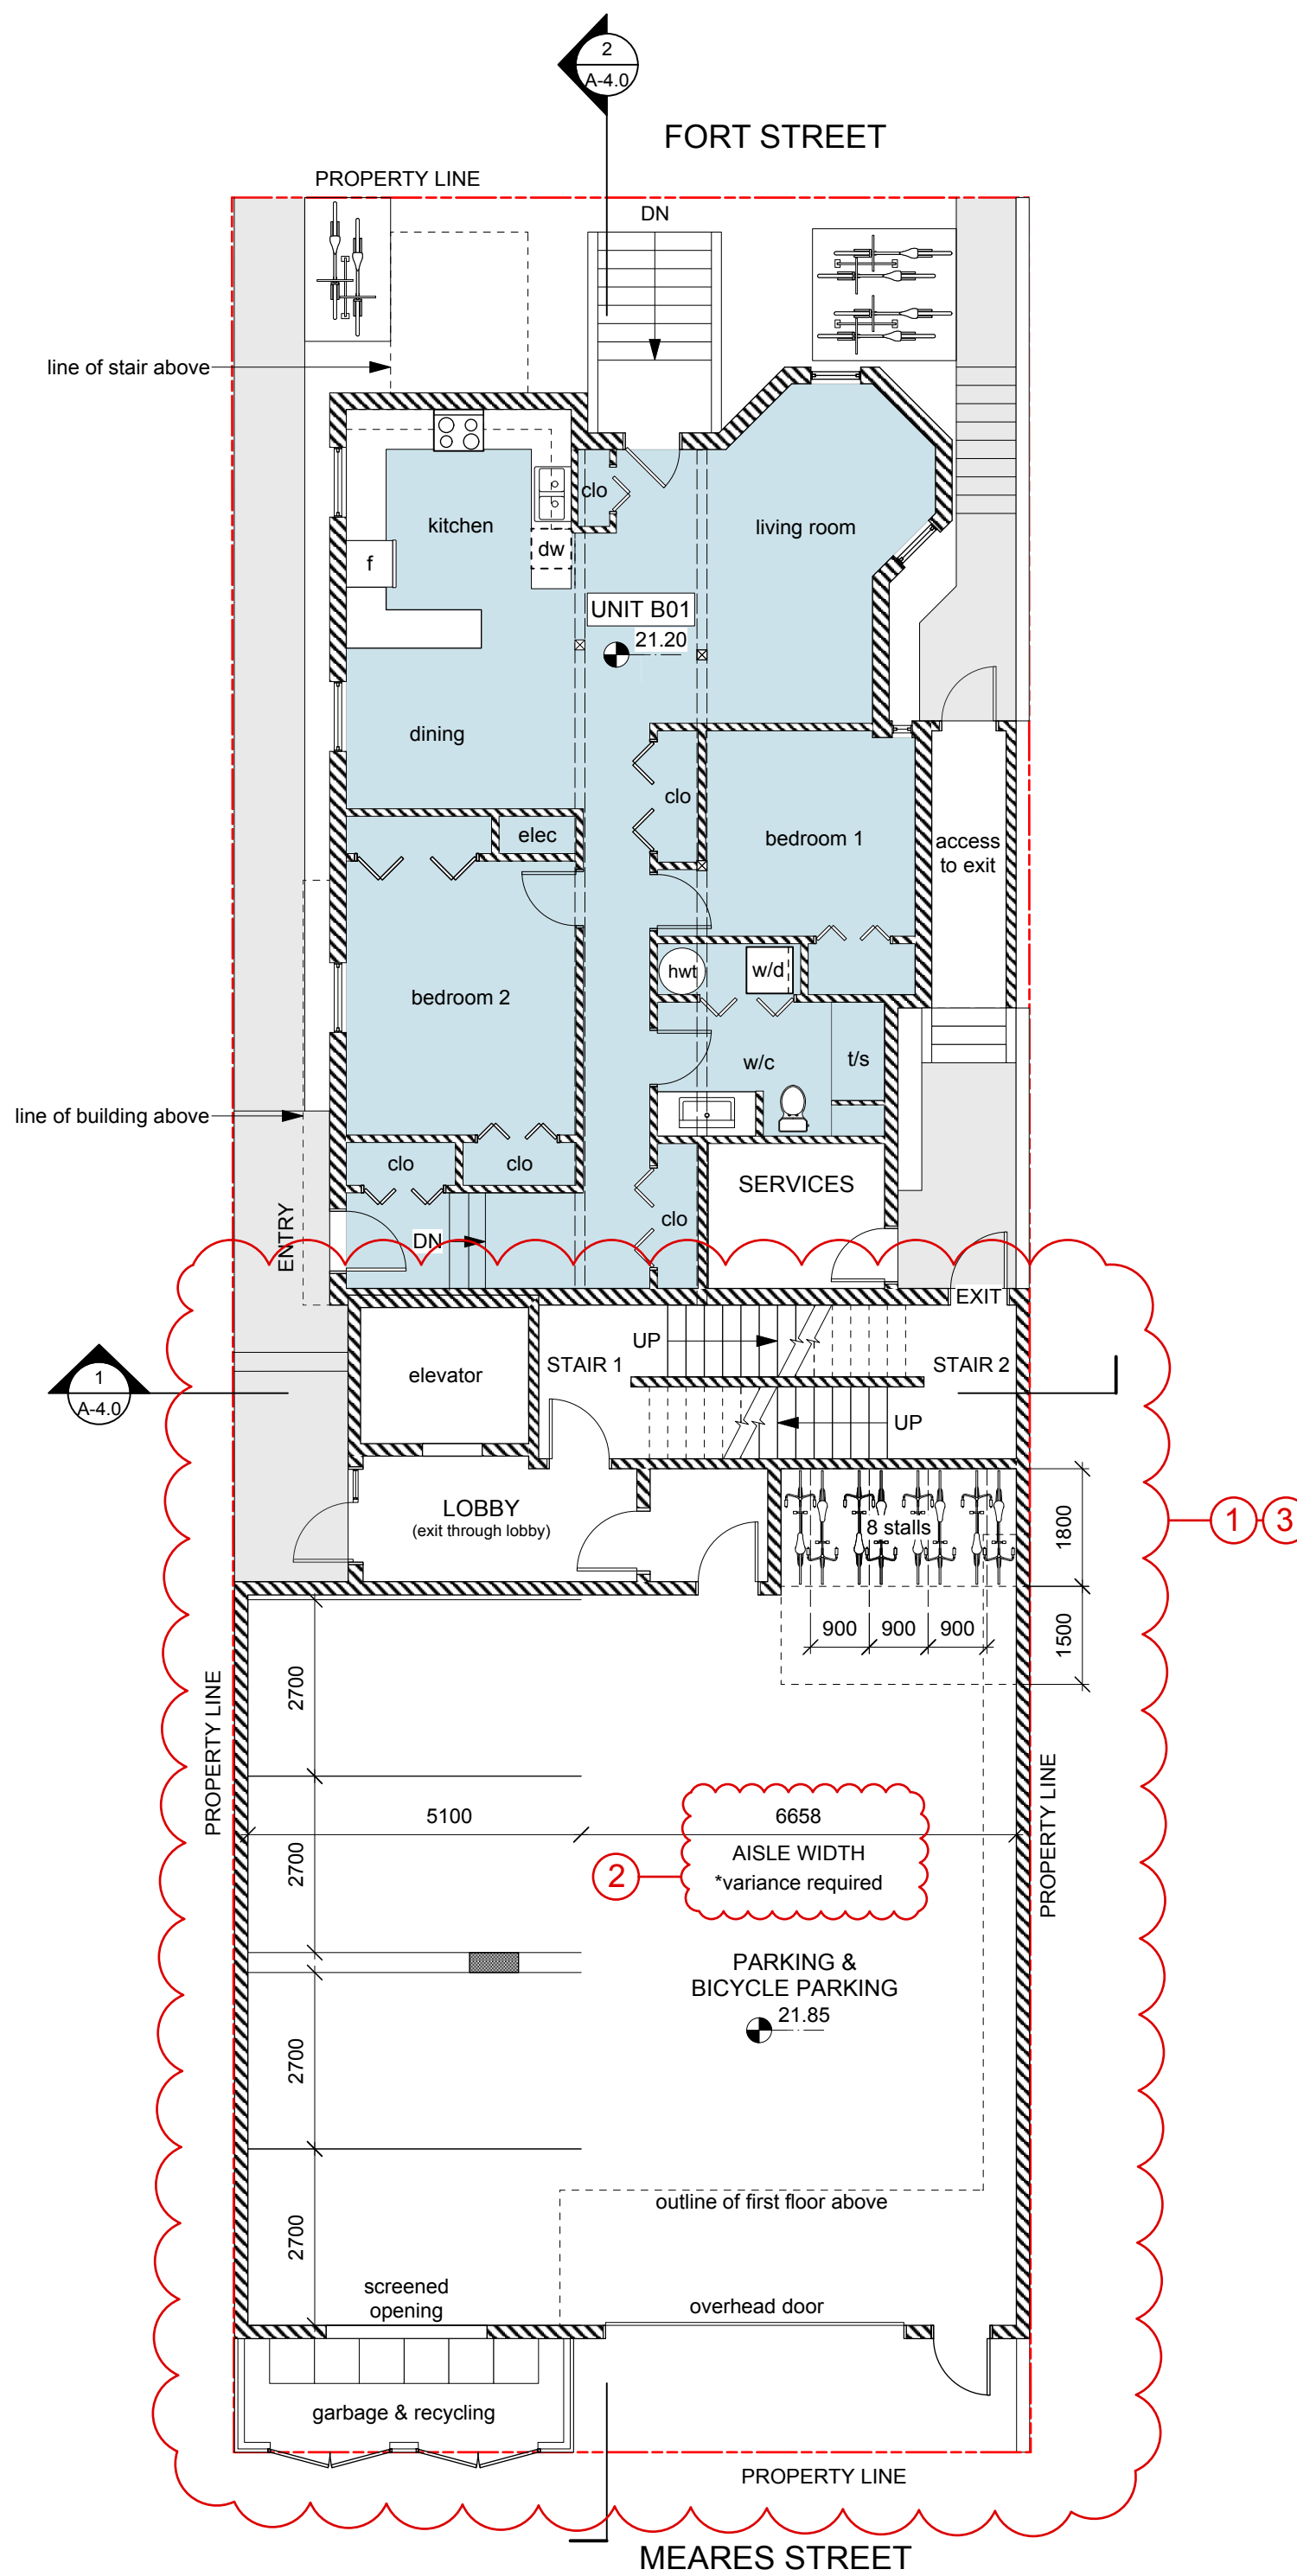 2
A-4.0
FORT STREET
PROPERTY LINE
DN
line of stair above
clo
kitchen
living room
dw
f
UNIT B01
21.20
dining
clo
elec
bedroom 1
access
to exit
hwt
w/d
bedroom 2
w/c
t/s
line of building above
clo
clo
SERVICES
clo
ENTRY
DN
EXIT
UP
STAIR 1
STAIR 2
elevator
1
A-4.0
UP
LOBBY
(exit through lobby)
8 stalls
1800
1 3
900
900
900
1500
2700
PROPERTY LINE
PROPERTY LINE
5100
6658
2700
AISLE WIDTH
*variance required
2
PARKING &
BICYCLE PARKING
21.85
2700
outline of first floor above
2700
screened
opening
overhead door
garbage & recycling
PROPERTY LINE
MEARES STREET